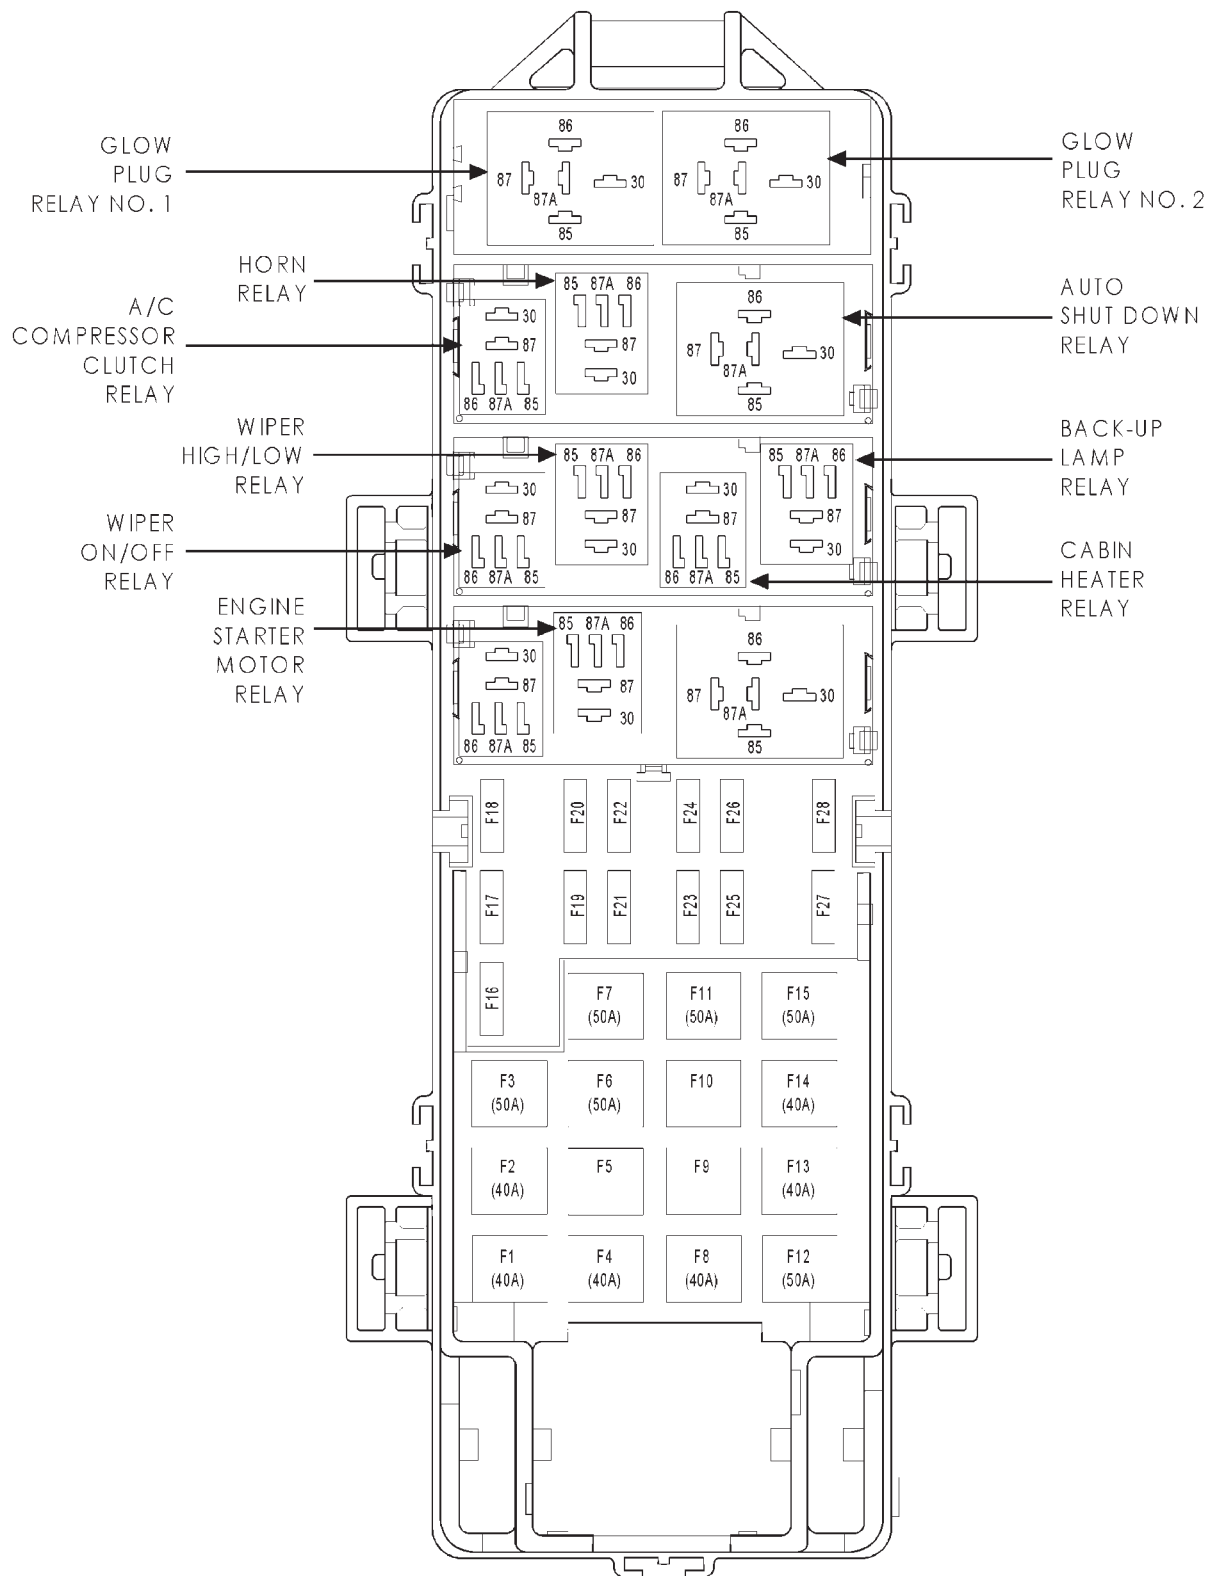 GLOW
PLUG
RELAY NO. 1
86
87
87A
30
85
86
87
87A
30
85
GLOW
PLUG
RELAY NO. 2
HORN
RELAY
A/C
COMPRESSOR
CLUTCH
RELAY
30
87
86 87A 85
85 87A 86
87
30
86
87
87A
30
85
AUTO
SHUT DOWN
RELAY
WIPER
HIGH/LOW
RELAY
WIPER
ON/OFF
RELAY
30
87
86 87A 85
85 87A 86
87
30
30
87
86 87A 85
85 87A 86
87
30
BACK-UP
LAMP
RELAY
CABIN
HEATER
RELAY
ENGINE
STARTER
MOTOR
RELAY
30
87
86 87A 85
85 87A 86
87
30
86
87
87A
30
85
F18 F20 F22 F24 F26 F28
F17 F19 F21 F23 F25 F27
F16
F7
(50A)
F11
(50A)
F15
(50A)
F3
(50A)
F6
(50A)
F10
F14
(40A)
F2
(40A)
F5
F9
F13
(40A)
F1
(40A)
F4
(40A)
F8
(40A)
F12
(50A)